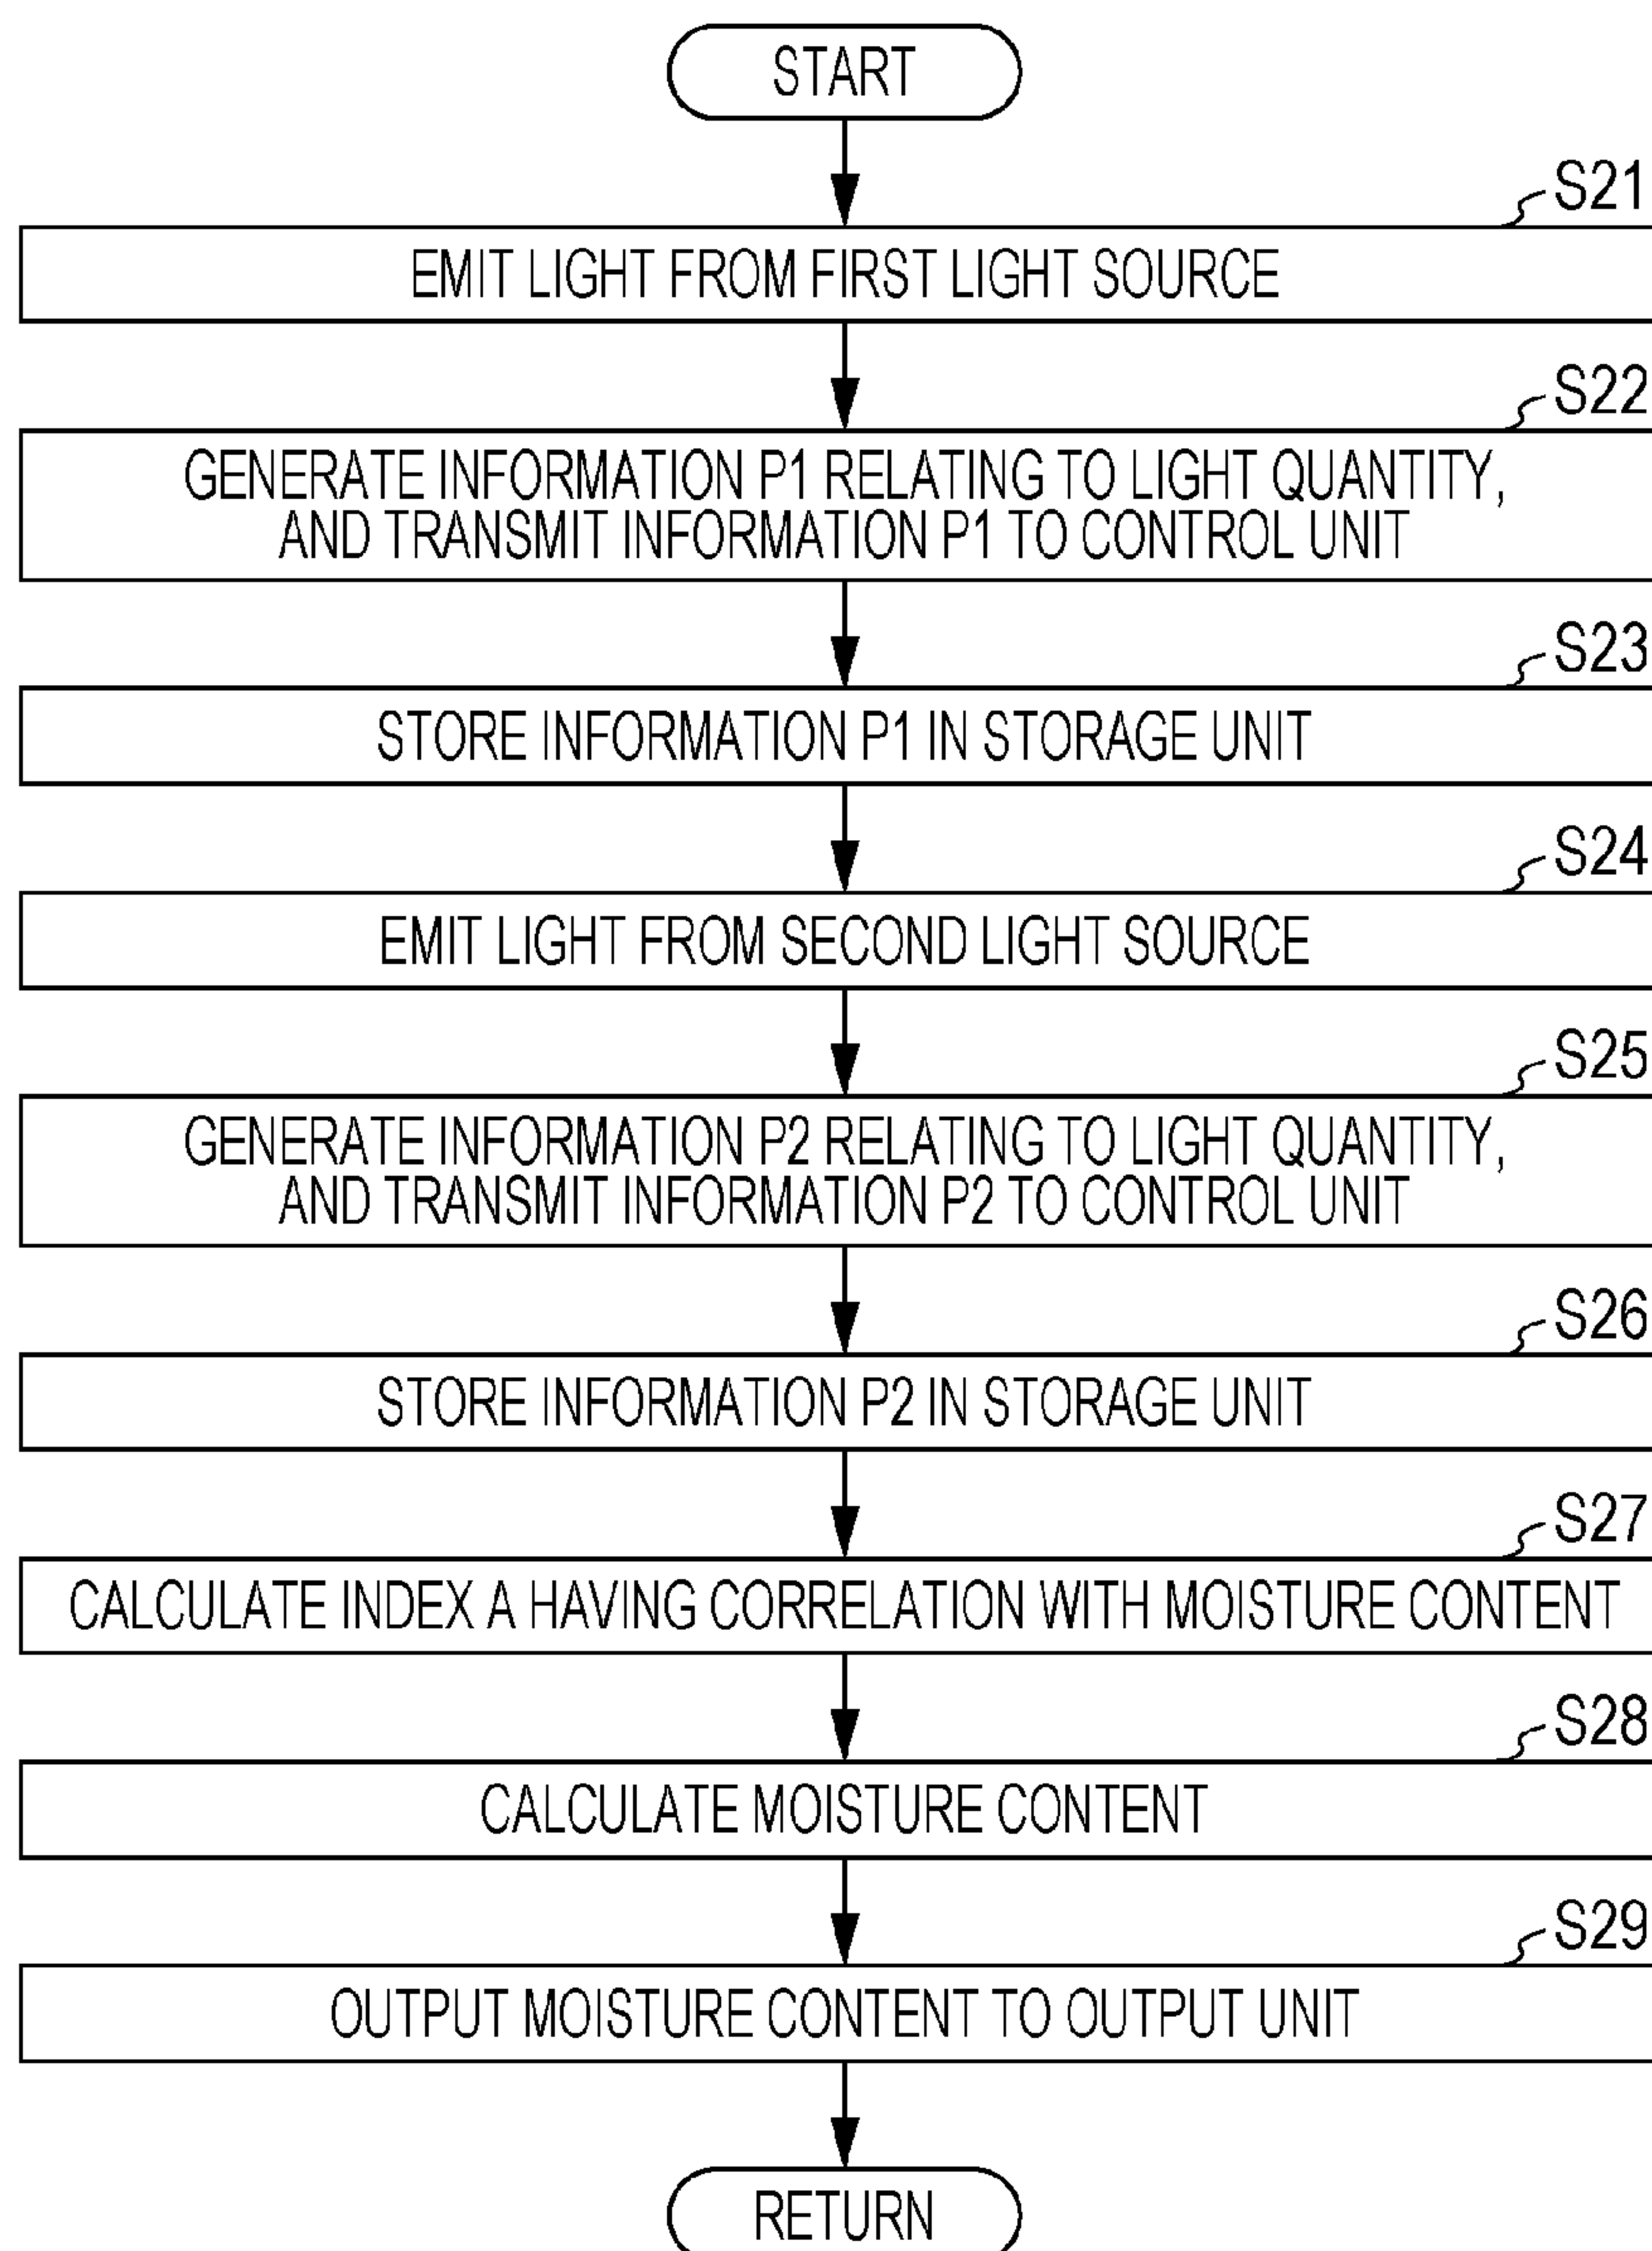 START
S21
EMIT LIGHT FROM FIRST LIGHT SOURCE
S22
GENERATE INFORMATION P1 RELATING TO LIGHT QUANTITY,
AND TRANSMIT INFORMATION P1 TO CONTROL UNIT
S23
STORE INFORMATION P1 IN STORAGE UNIT
S24
EMIT LIGHT FROM SECOND LIGHT SOURCE
S25
GENERATE INFORMATION P2 RELATING TO LIGHT QUANTITY,
AND TRANSMIT INFORMATION P2 TO CONTROL UNIT
S26
STORE INFORMATION P2 IN STORAGE UNIT
S27
CALCULATE INDEX A HAVING CORRELATION WITH MOISTURE CONTENT
S28
CALCULATE MOISTURE CONTENT
S29
OUTPUT MOISTURE CONTENT TO OUTPUT UNIT
RETURN